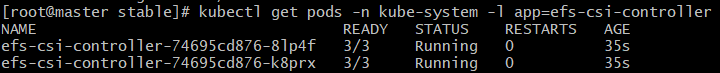 [root@master stable]# kubectl get pods -n kube-system -l app=efs-csi-controller
NAME READY STATUS RESTARTS AGE
efs-csi-controller-74695cd876-8lp4f 3/3 Running 0 35s
efs-csi-controller-74695cd876-k8prx 3/3 Running 0 35s